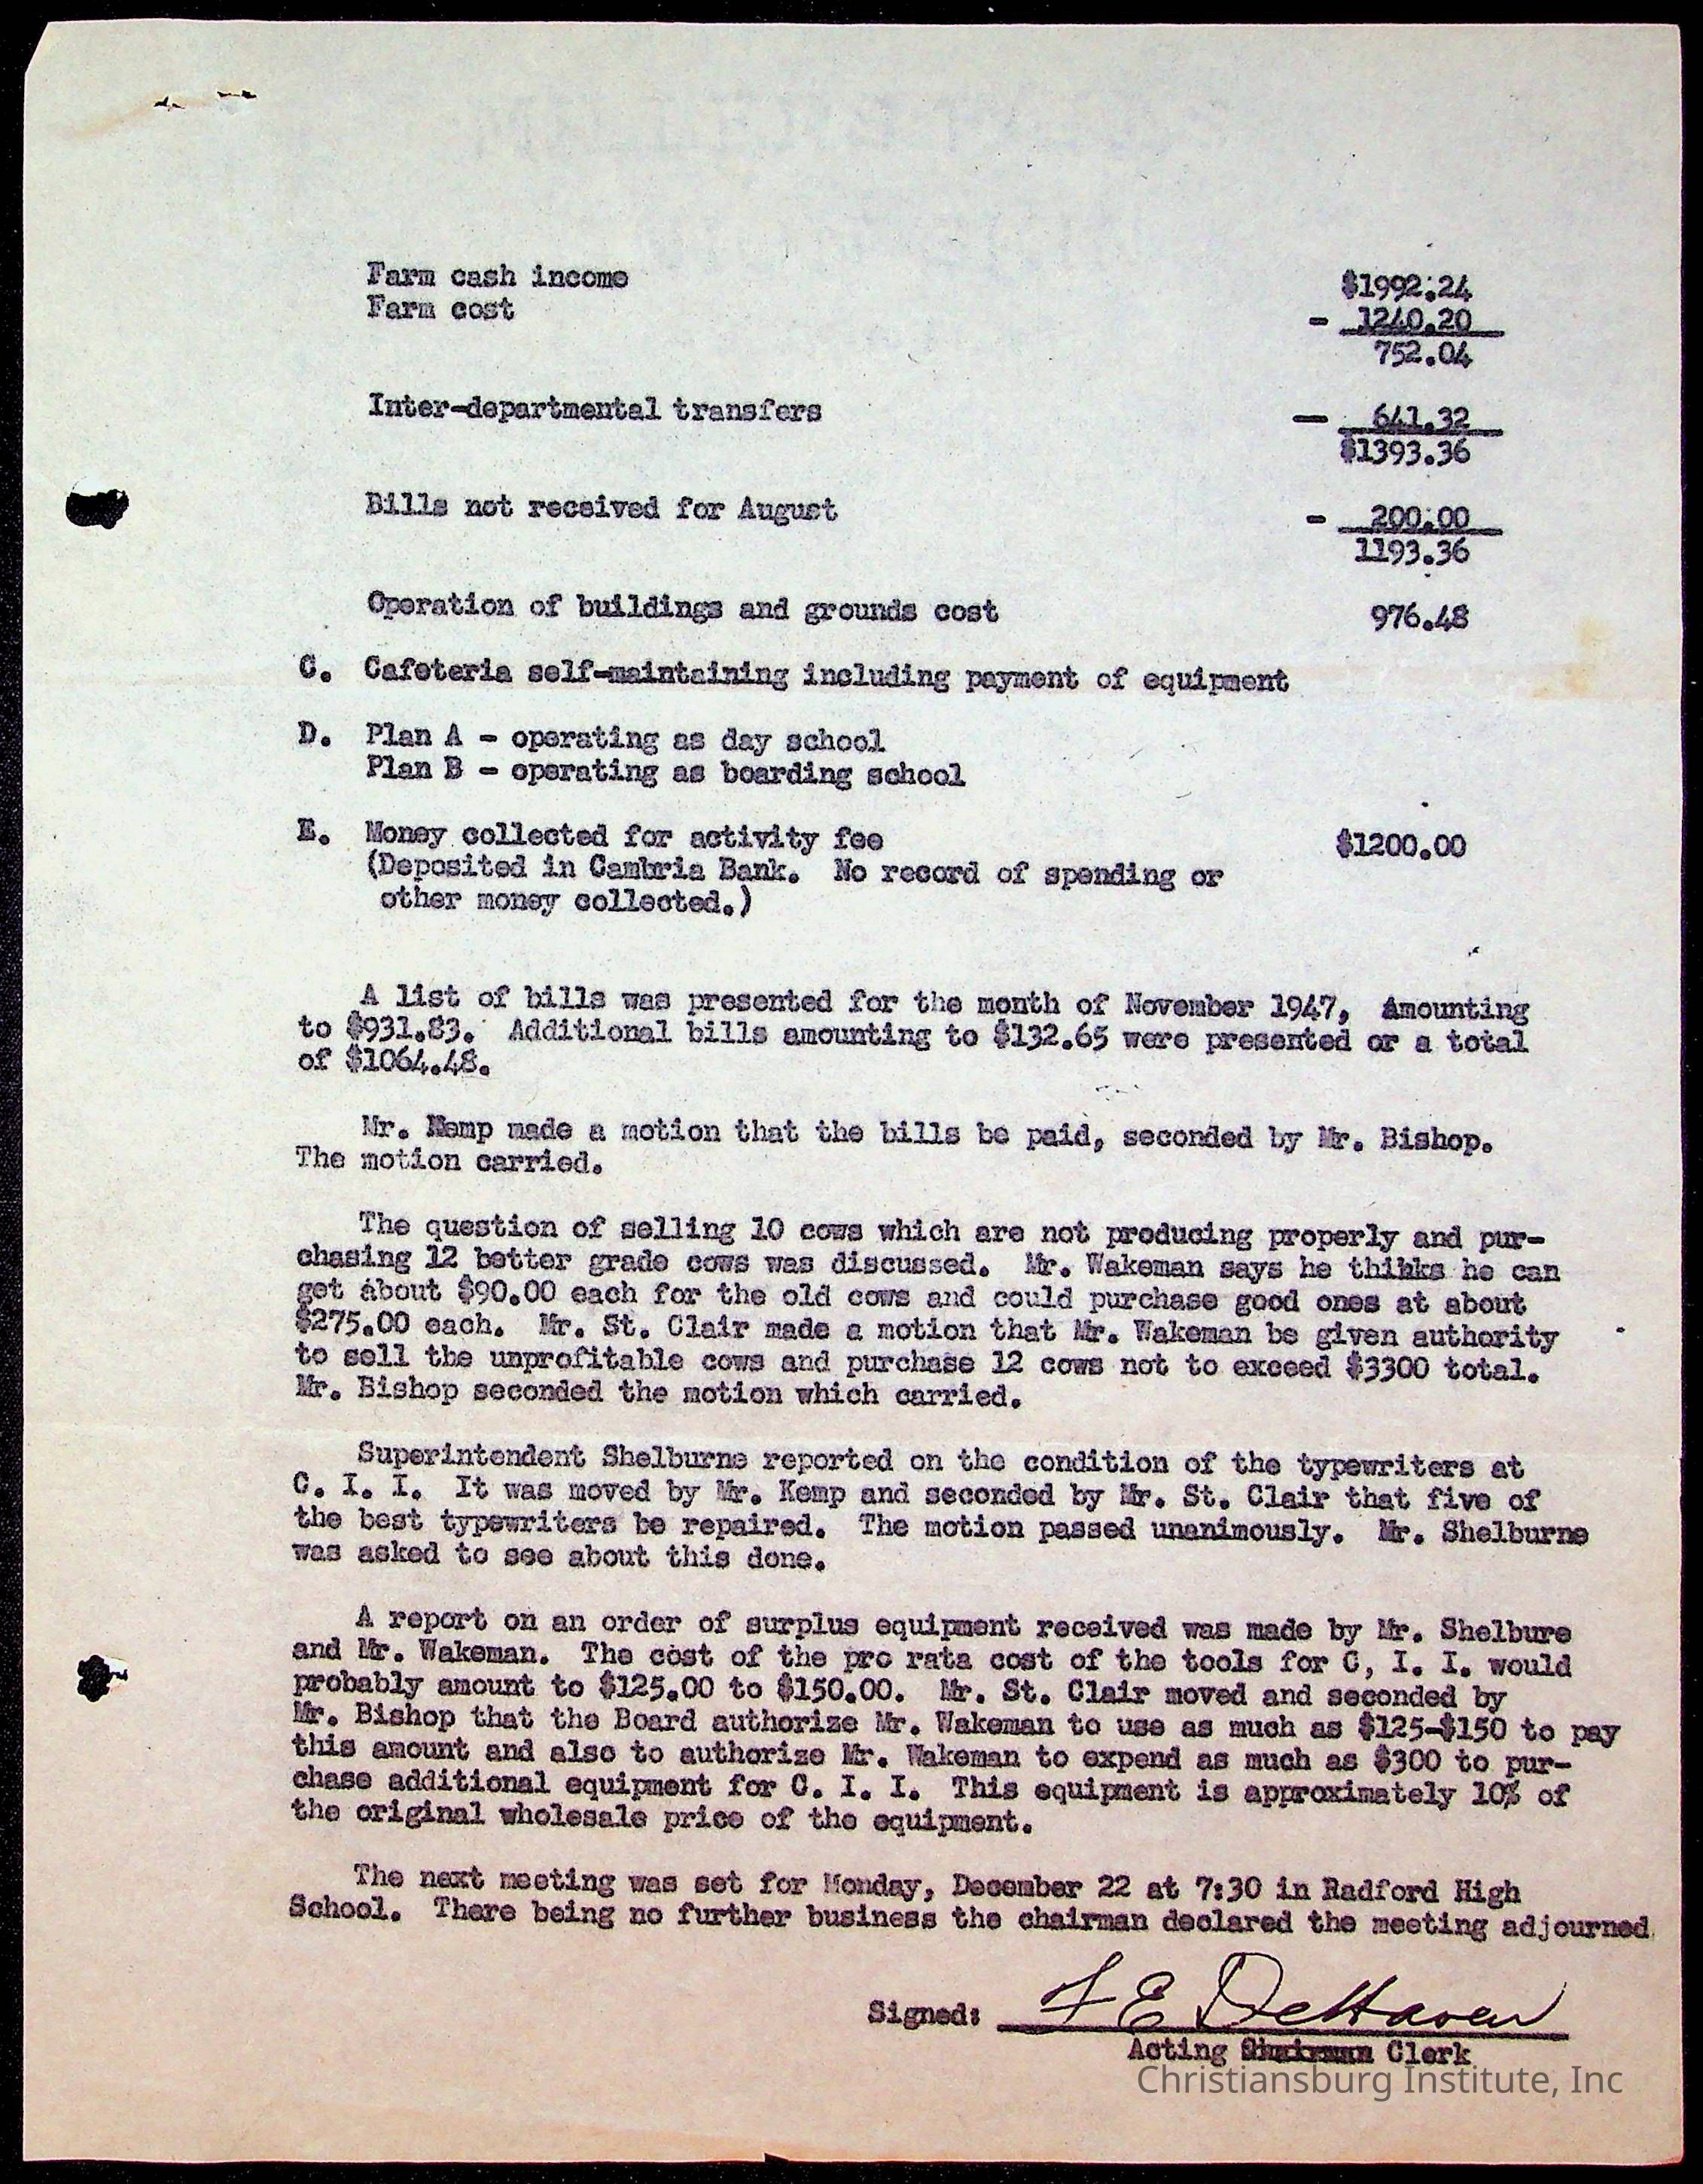 Farm cash income $1992.24
Farm cost - 1240.20
752.04
Inter-departmental transfers - 641.32
$1393.36
Bills not received for August - 200.00
1193.36
Operation of buildings and grounds cost 976.48
C. Cafeteria self-maintaining including payment of equipment
D. Plan A - operating as day school
Plan B - operating as boarding school
E. Money collected for activity fee $1200.00
(Deposited in Cambria Bank. No record of spending or
other money collected.)
A list of bills was presented for the month of November 1947, Amounting
to $931.83. Additional bills amounting to $132.65 were presented or a total
of $1064.48.
Mr. Kemp made a motion that the bills be paid, seconded by Mr. Bishop.
The motion carried.
The question of selling 10 cows which are not producing properly and pur-
chasing 12 better grade cows was discussed. Mr. Wakeman says he thihks he can
get about $90.00 each for the old cows and could purchase good ones at about
$275.00 each. Mr. St. Clair made a motion that Mr. Wakeman be given authority
to sell the unprofitable cows and purchase 12 cows not to exceed $3300 total.
Mr. Bishop seconded the motion which carried.
Superintendent Shelburne reported on the condition of the typewriters at
C. I. I. It was moved by Mr. Kemp and seconded by Mr. St. Clair that five of
the best typewriters be repaired. The motion passed unanimously. Mr. Shelburne
was asked to see about this done.
A report on an order of surplus equipment received was made by Mr. Shelbure
and Mr. Wakeman. The cost of the pro rata cost of the tools for C, I. I. would
probably amount to $125.00 to $150.00. Mr. St. Clair moved and seconded by
Mr. Bishop that the Board authorize Mr. Wakeman to use as much as $125-$150 to pay
this amount and also to authorize Mr. Wakeman to expend as much as $300 to pur-
chase additional equipment for C. I. I. This equipment is approximately 10% of
the original wholesale price of the equipment.
The next meeting was set for Monday, December 22 at 7:30 in Radford High
School. There being no further business the chairman declared the meeting adjourned.
Signed: F E DeHaven
Acting Chairman Clerk
Christiansburg Institute, Inc